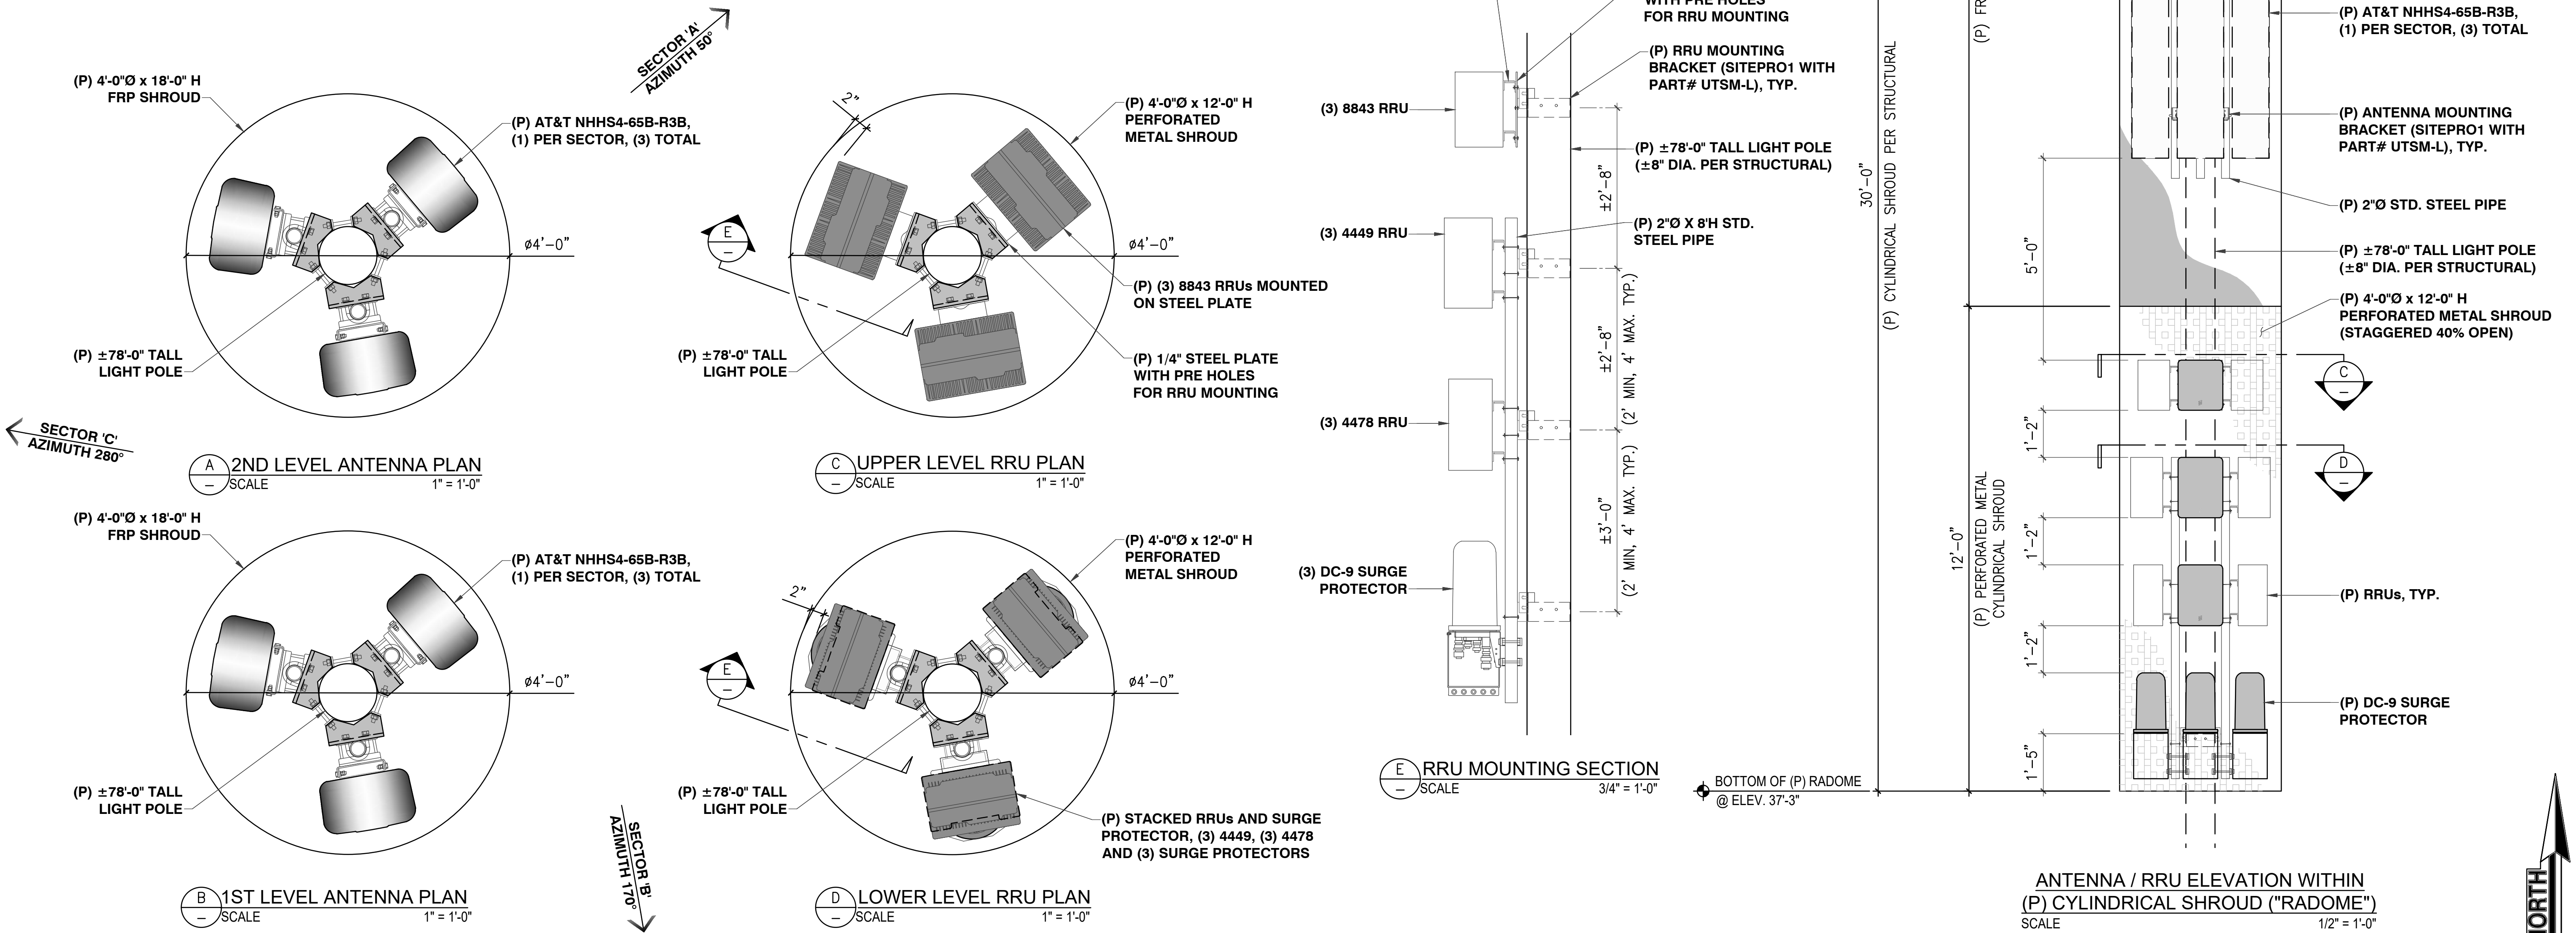 SECTOR 'A'
AZIMUTH 50°
(P) 4'-0"Ø x 18'-0" H
FRP SHROUD
(P) AT&T NHHS4-65B-R3B,
(1) PER SECTOR, (3) TOTAL
ø4'-0"
(P) ±78'-0" TALL
LIGHT POLE
SECTOR 'C'
AZIMUTH 280°
A
–
2ND LEVEL ANTENNA PLAN
SCALE
1" = 1'-0"
2"
(P) 4'-0"Ø x 12'-0" H
PERFORATED
METAL SHROUD
E
–
ø4'-0"
(P) (3) 8843 RRUs MOUNTED
ON STEEL PLATE
(P) ±78'-0" TALL
LIGHT POLE
(P) 1/4" STEEL PLATE
WITH PRE HOLES
FOR RRU MOUNTING
C
–
UPPER LEVEL RRU PLAN
SCALE
1" = 1'-0"
(P) 4'-0"Ø x 18'-0" H
FRP SHROUD
(P) AT&T NHHS4-65B-R3B,
(1) PER SECTOR, (3) TOTAL
ø4'-0"
(P) ±78'-0" TALL
LIGHT POLE
B
–
1ST LEVEL ANTENNA PLAN
SCALE
1" = 1'-0"
SECTOR 'B'
AZIMUTH 170°
2"
(P) 4'-0"Ø x 12'-0" H
PERFORATED
METAL SHROUD
E
–
ø4'-0"
(P) ±78'-0" TALL
LIGHT POLE
(P) STACKED RRUs AND SURGE
PROTECTOR, (3) 4449, (3) 4478
AND (3) SURGE PROTECTORS
D
–
LOWER LEVEL RRU PLAN
SCALE
1" = 1'-0"
WITH PRE HOLES
FOR RRU MOUNTING
(P) RRU MOUNTING
BRACKET (SITEPRO1 WITH
PART# UTSM-L), TYP.
(3) 8843 RRU
(P) ±78'-0" TALL LIGHT POLE
(±8" DIA. PER STRUCTURAL)
±2'-8"
(3) 4449 RRU
(P) 2"Ø X 8'H STD.
STEEL PIPE
±2'-8"
(2' MIN, 4' MAX. TYP.)
(3) 4478 RRU
±3'-0"
(2' MIN, 4' MAX. TYP.)
(3) DC-9 SURGE
PROTECTOR
E
–
RRU MOUNTING SECTION
SCALE
3/4" = 1'-0"
BOTTOM OF (P) RADOME
@ ELEV. 37'-3"
30'-0"
(P) CYLINDRICAL SHROUD PER STRUCTURAL
(P) FR
12'-0"
(P) PERFORATED METAL
CYLINDRICAL SHROUD
5'-0"
1'-2"
1'-2"
1'-2"
1'-5"
(P) AT&T NHHS4-65B-R3B,
(1) PER SECTOR, (3) TOTAL
(P) ANTENNA MOUNTING
BRACKET (SITEPRO1 WITH
PART# UTSM-L), TYP.
(P) 2"Ø STD. STEEL PIPE
(P) ±78'-0" TALL LIGHT POLE
(±8" DIA. PER STRUCTURAL)
(P) 4'-0"Ø x 12'-0" H
PERFORATED METAL SHROUD
(STAGGERED 40% OPEN)
C
–
D
–
(P) RRUs, TYP.
(P) DC-9 SURGE
PROTECTOR
ANTENNA / RRU ELEVATION WITHIN
(P) CYLINDRICAL SHROUD ("RADOME")
SCALE
1/2" = 1'-0"
NORTH